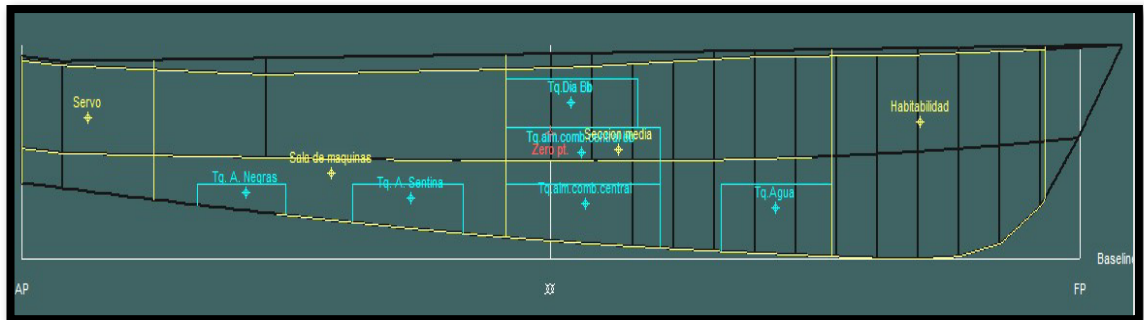 Servo
Tq.Dia Bb
Habitabilidad
Seccion media
Tq.alm.comb.central
Zero pt.
Sala de maquinas
Tq. A. Negras
Tq. A. Sentina
Tq.alm.comb.central
Tq.Agua
Baseline
AP
FP